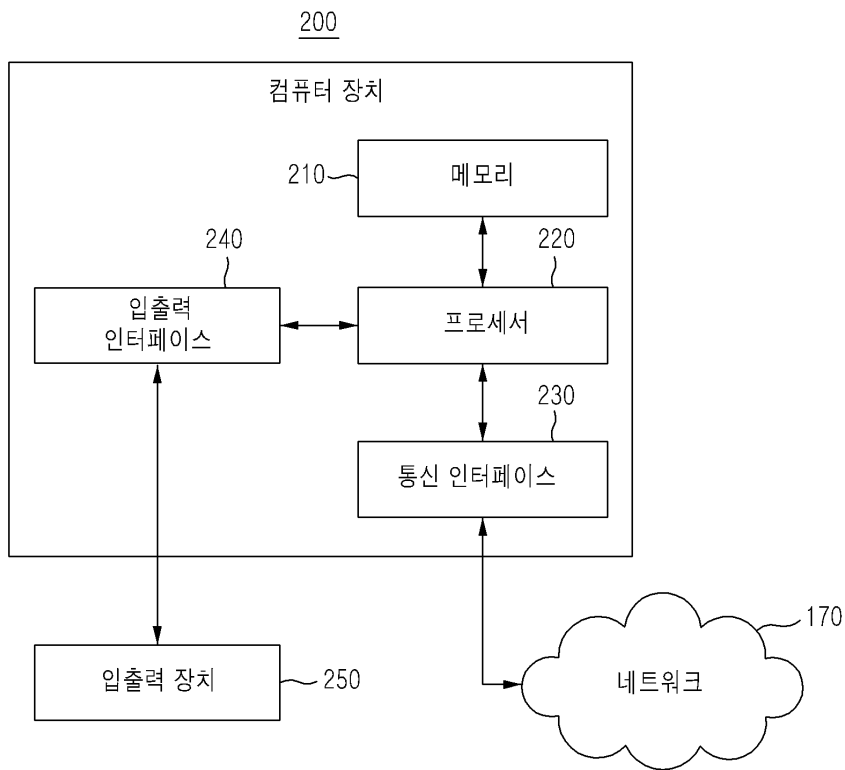 200
컴퓨터 장치
210
메모리
240
220
입출력
인터페이스
프로세서
230
통신 인터페이스
170
입출력 장치
250
네트워크